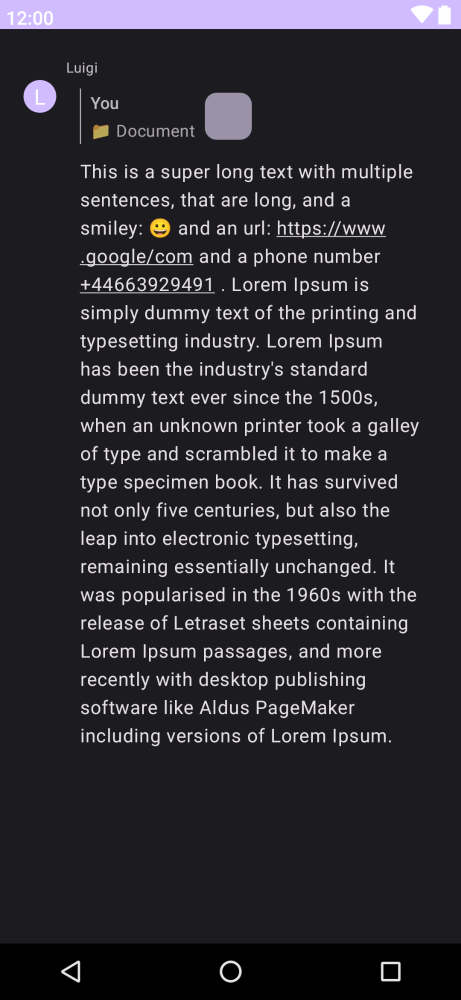 12:00
Luigi
L
You
📁 Document
This is a super long text with multiple
sentences, that are long, and a
smiley: 😀 and an url: https://www
.google/com and a phone number
+44663929491 . Lorem Ipsum is
simply dummy text of the printing and
typesetting industry. Lorem Ipsum
has been the industry's standard
dummy text ever since the 1500s,
when an unknown printer took a galley
of type and scrambled it to make a
type specimen book. It has survived
not only five centuries, but also the
leap into electronic typesetting,
remaining essentially unchanged. It
was popularised in the 1960s with the
release of Letraset sheets containing
Lorem Ipsum passages, and more
recently with desktop publishing
software like Aldus PageMaker
including versions of Lorem Ipsum.